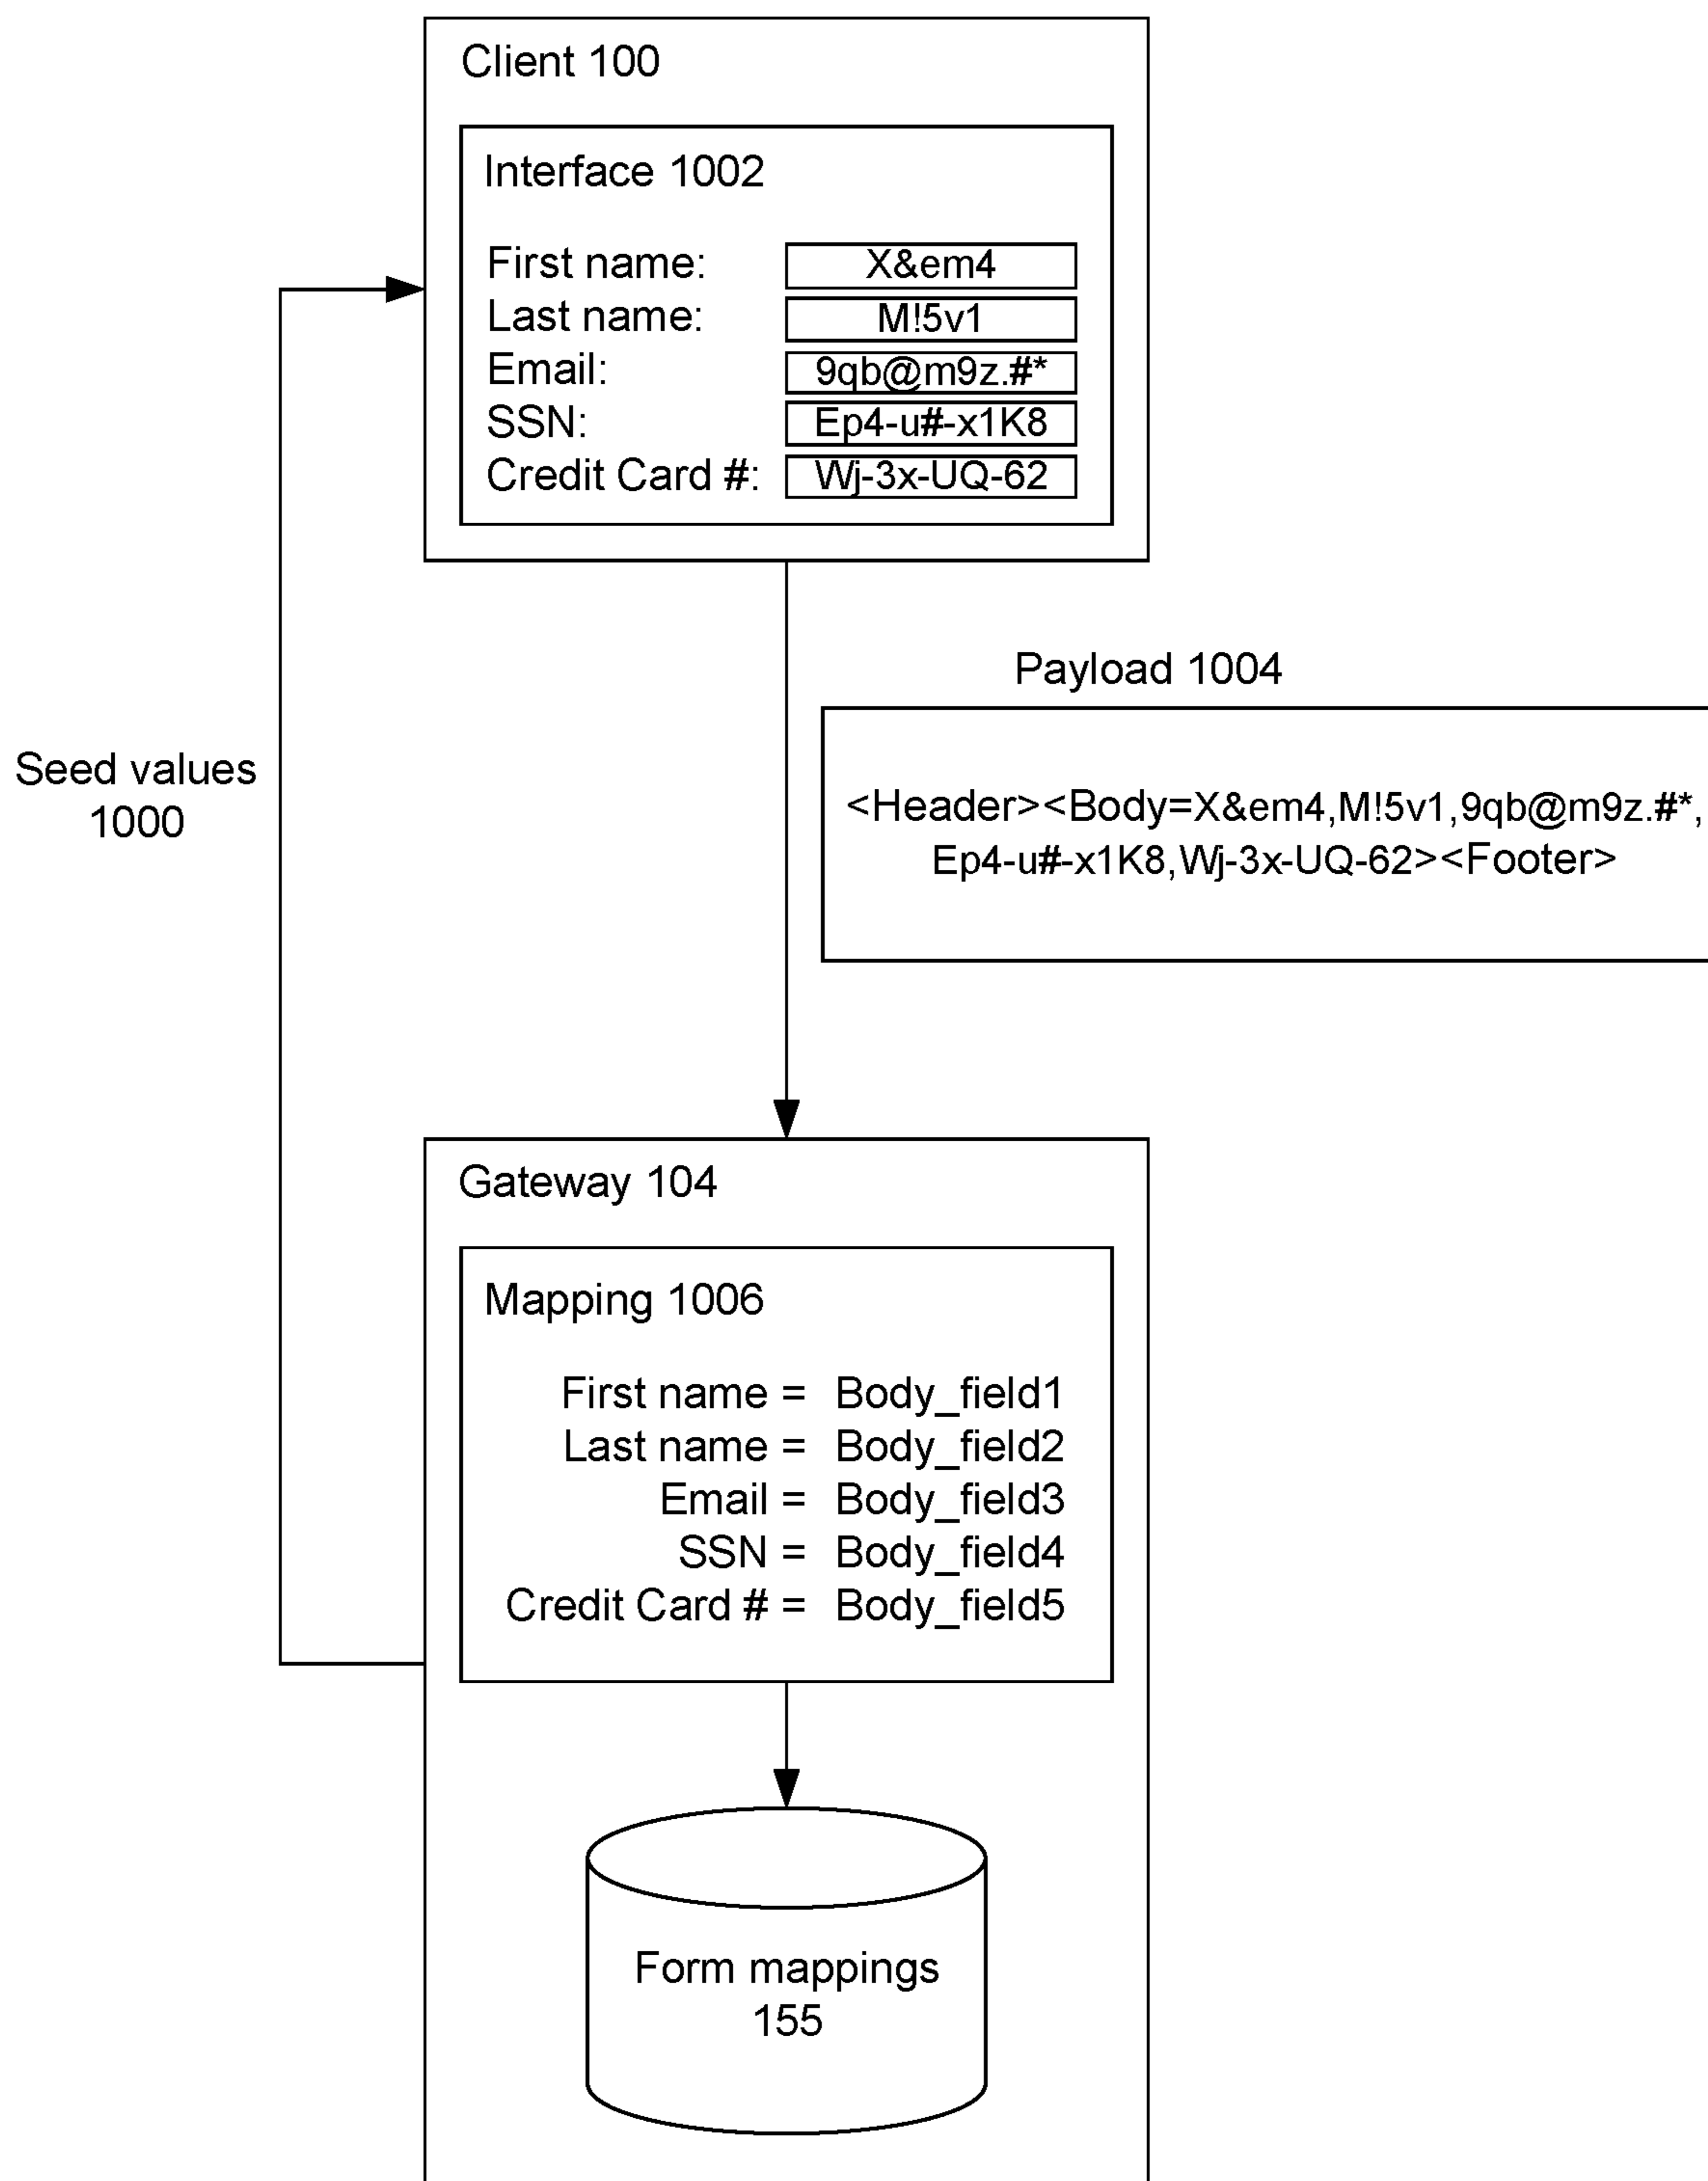 Client 100
Interface 1002
First name: X&em4
Last name: M!5v1
Email: 9qb@m9z.#*
SSN: Ep4-u#-x1K8
Credit Card #: Wj-3x-UQ-62
Payload 1004
<Header><Body=X&em4,M!5v1,9qb@m9z.#*,
Ep4-u#-x1K8,Wj-3x-UQ-62><Footer>
Seed values
1000
Gateway 104
Mapping 1006
First name = Body_field1
Last name = Body_field2
Email = Body_field3
SSN = Body_field4
Credit Card # = Body_field5
Form mappings
155